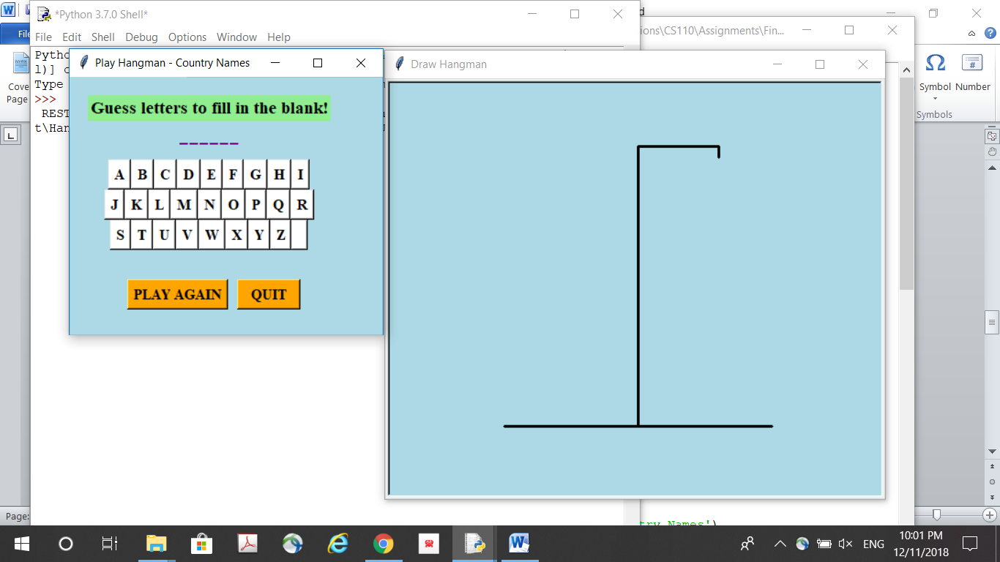 *Python 3.7.0 Shell*
File Edit Shell Debug Options Window Help
ions\CS110\Assignments\Fin...
File
Cove
Page
Symbol
Number
Symbols
Pytho
l)] o
Type
>>>
REST
t\Han
Play Hangman - Country Names
Guess letters to fill in the blank!
______
A B C D E F G H I
J K L M N O P Q R
S T U V W X Y Z
PLAY AGAIN QUIT
Draw Hangman
try Names')
Page:
ENG
10:01 PM
12/11/2018